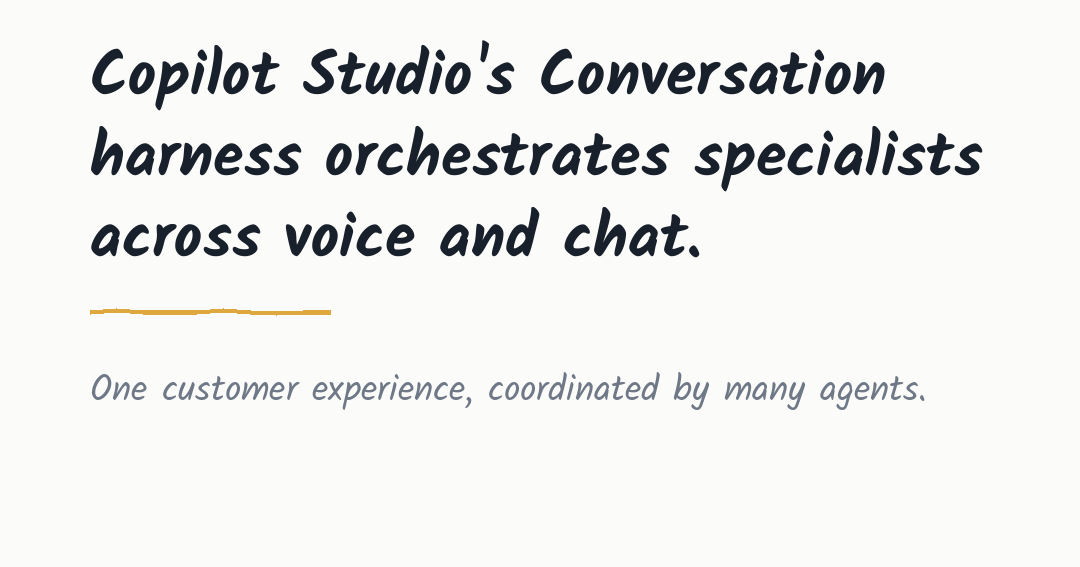 Copilot Studio's Conversation
harness orchestrates specialists
across voice and chat.
One customer experience, coordinated by many agents.